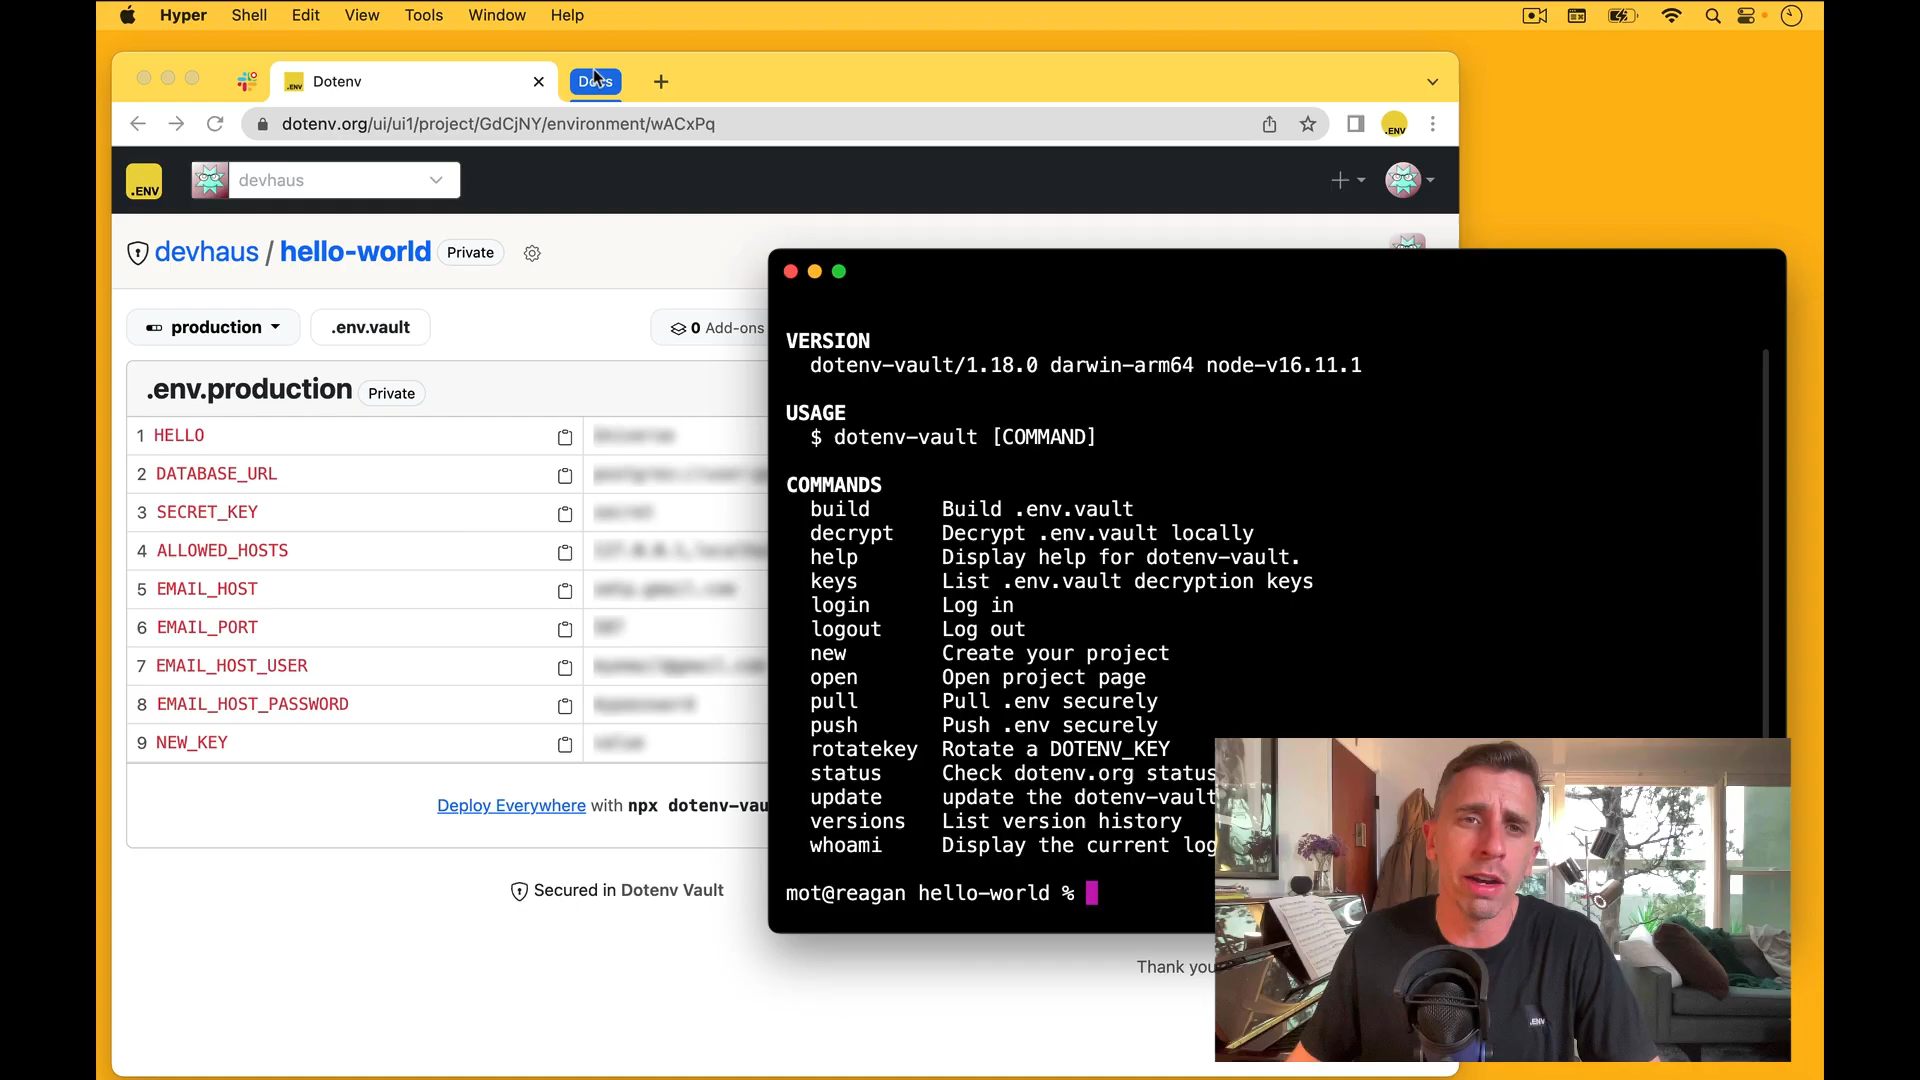 Hyper Shell Edit View Tools Window Help
Dotenv
Docs
dotenv.org/ui/ui1/project/GdCjNY/environment/wACxPq
.ENV
.ENV
devhaus
devhaus / hello-world Private
production .env.vault 0 Add-ons
.env.production Private
1 HELLO
2 DATABASE_URL
3 SECRET_KEY
4 ALLOWED_HOSTS
5 EMAIL_HOST
6 EMAIL_PORT
7 EMAIL_HOST_USER
8 EMAIL_HOST_PASSWORD
9 NEW_KEY
Deploy Everywhere with npx dotenv-vau
Secured in Dotenv Vault
Thank you
VERSION
dotenv-vault/1.18.0 darwin-arm64 node-v16.11.1
USAGE
$ dotenv-vault [COMMAND]
COMMANDS
build Build .env.vault
decrypt Decrypt .env.vault locally
help Display help for dotenv-vault.
keys List .env.vault decryption keys
login Log in
logout Log out
new Create your project
open Open project page
pull Pull .env securely
push Push .env securely
rotatekey Rotate a DOTENV_KEY
status Check dotenv.org status
update update the dotenv-vault
versions List version history
whoami Display the current log
mot@reagan hello-world %
.ENV